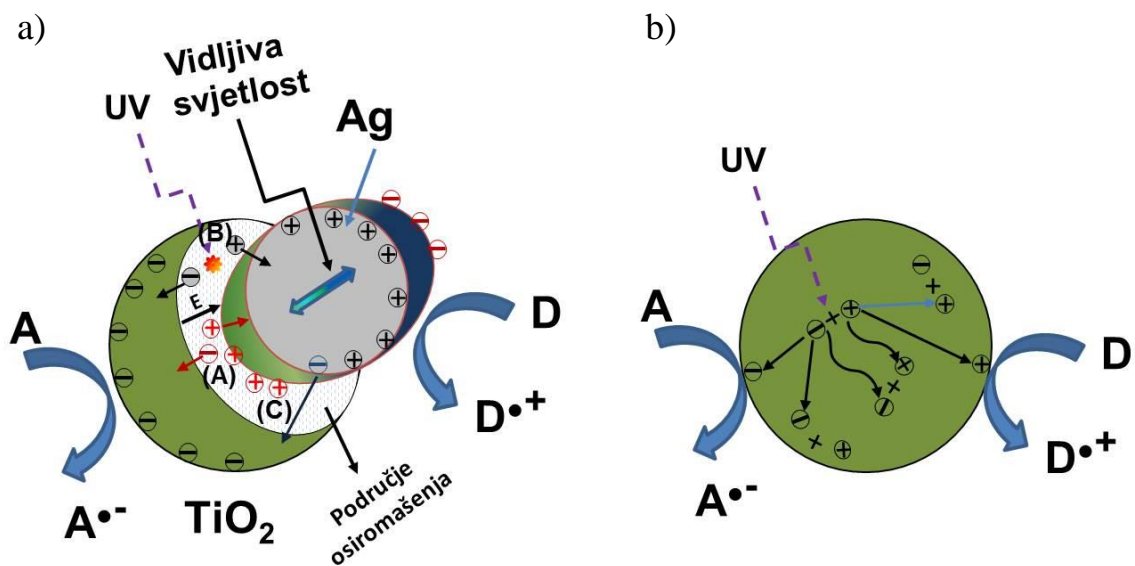 a)
Vidljiva
svjetlost
UV
Ag
(B)
E
A
D
(A)
(C)
D•+
A•-
TiO₂
Područje
osiromašenja
b)
UV
A
D
A•-
D•+